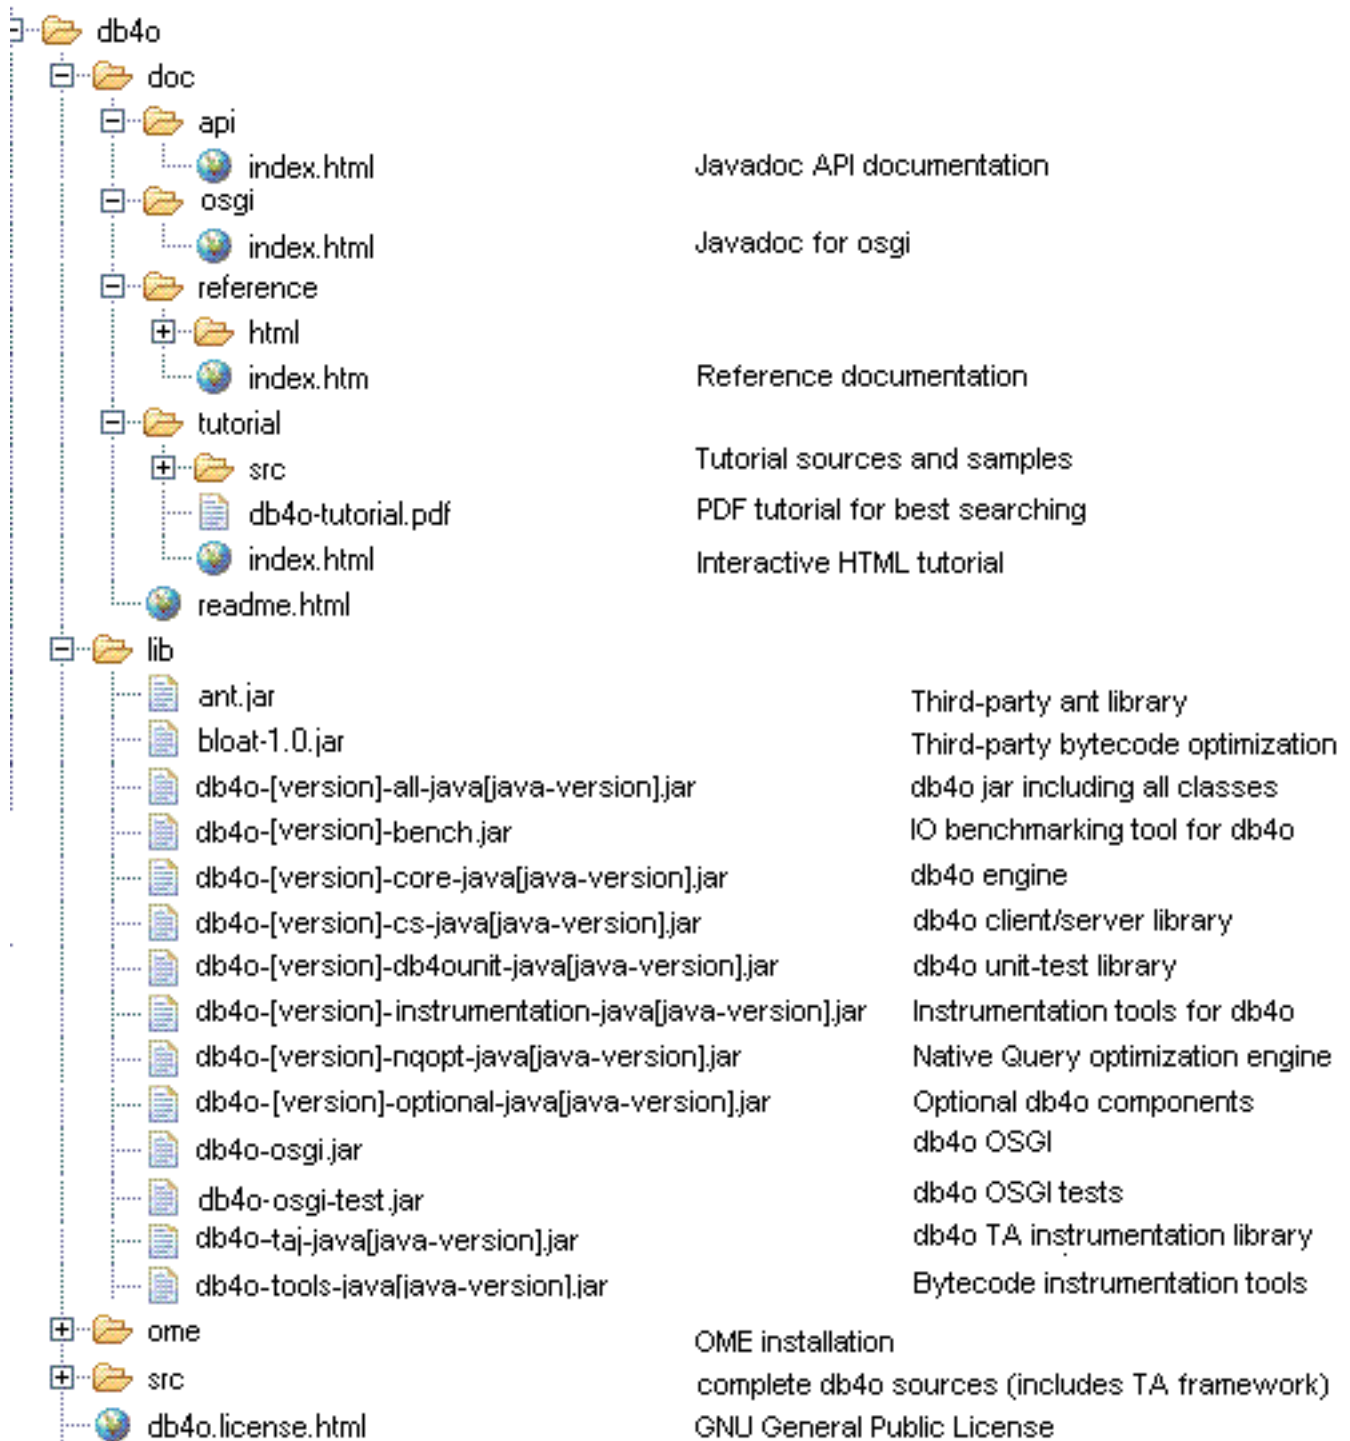 db4o
doc
api
index.html Javadoc API documentation
osgi
index.html Javadoc for osgi
reference
html
index.htm Reference documentation
tutorial
src Tutorial sources and samples
db4o-tutorial.pdf PDF tutorial for best searching
index.html Interactive HTML tutorial
readme.html
lib
ant.jar Third-party ant library
bloat-1.0.jar Third-party bytecode optimization
db4o-[version]-all-java[java-version].jar db4o jar including all classes
db4o-[version]-bench.jar IO benchmarking tool for db4o
db4o-[version]-core-java[java-version].jar db4o engine
db4o-[version]-cs-java[java-version].jar db4o client/server library
db4o-[version]-db4ounit-java[java-version].jar db4o unit-test library
db4o-[version]-instrumentation-java[java-version].jar Instrumentation tools for db4o
db4o-[version]-nqopt-java[java-version].jar Native Query optimization engine
db4o-[version]-optional-java[java-version].jar Optional db4o components
db4o-osgi.jar db4o OSGI
db4o-osgi-test.jar db4o OSGI tests
db4o-taj-java[java-version].jar db4o TA instrumentation library
db4o-tools-java[java-version].jar Bytecode instrumentation tools
ome OME installation
src complete db4o sources (includes TA framework)
db4o.license.html GNU General Public License